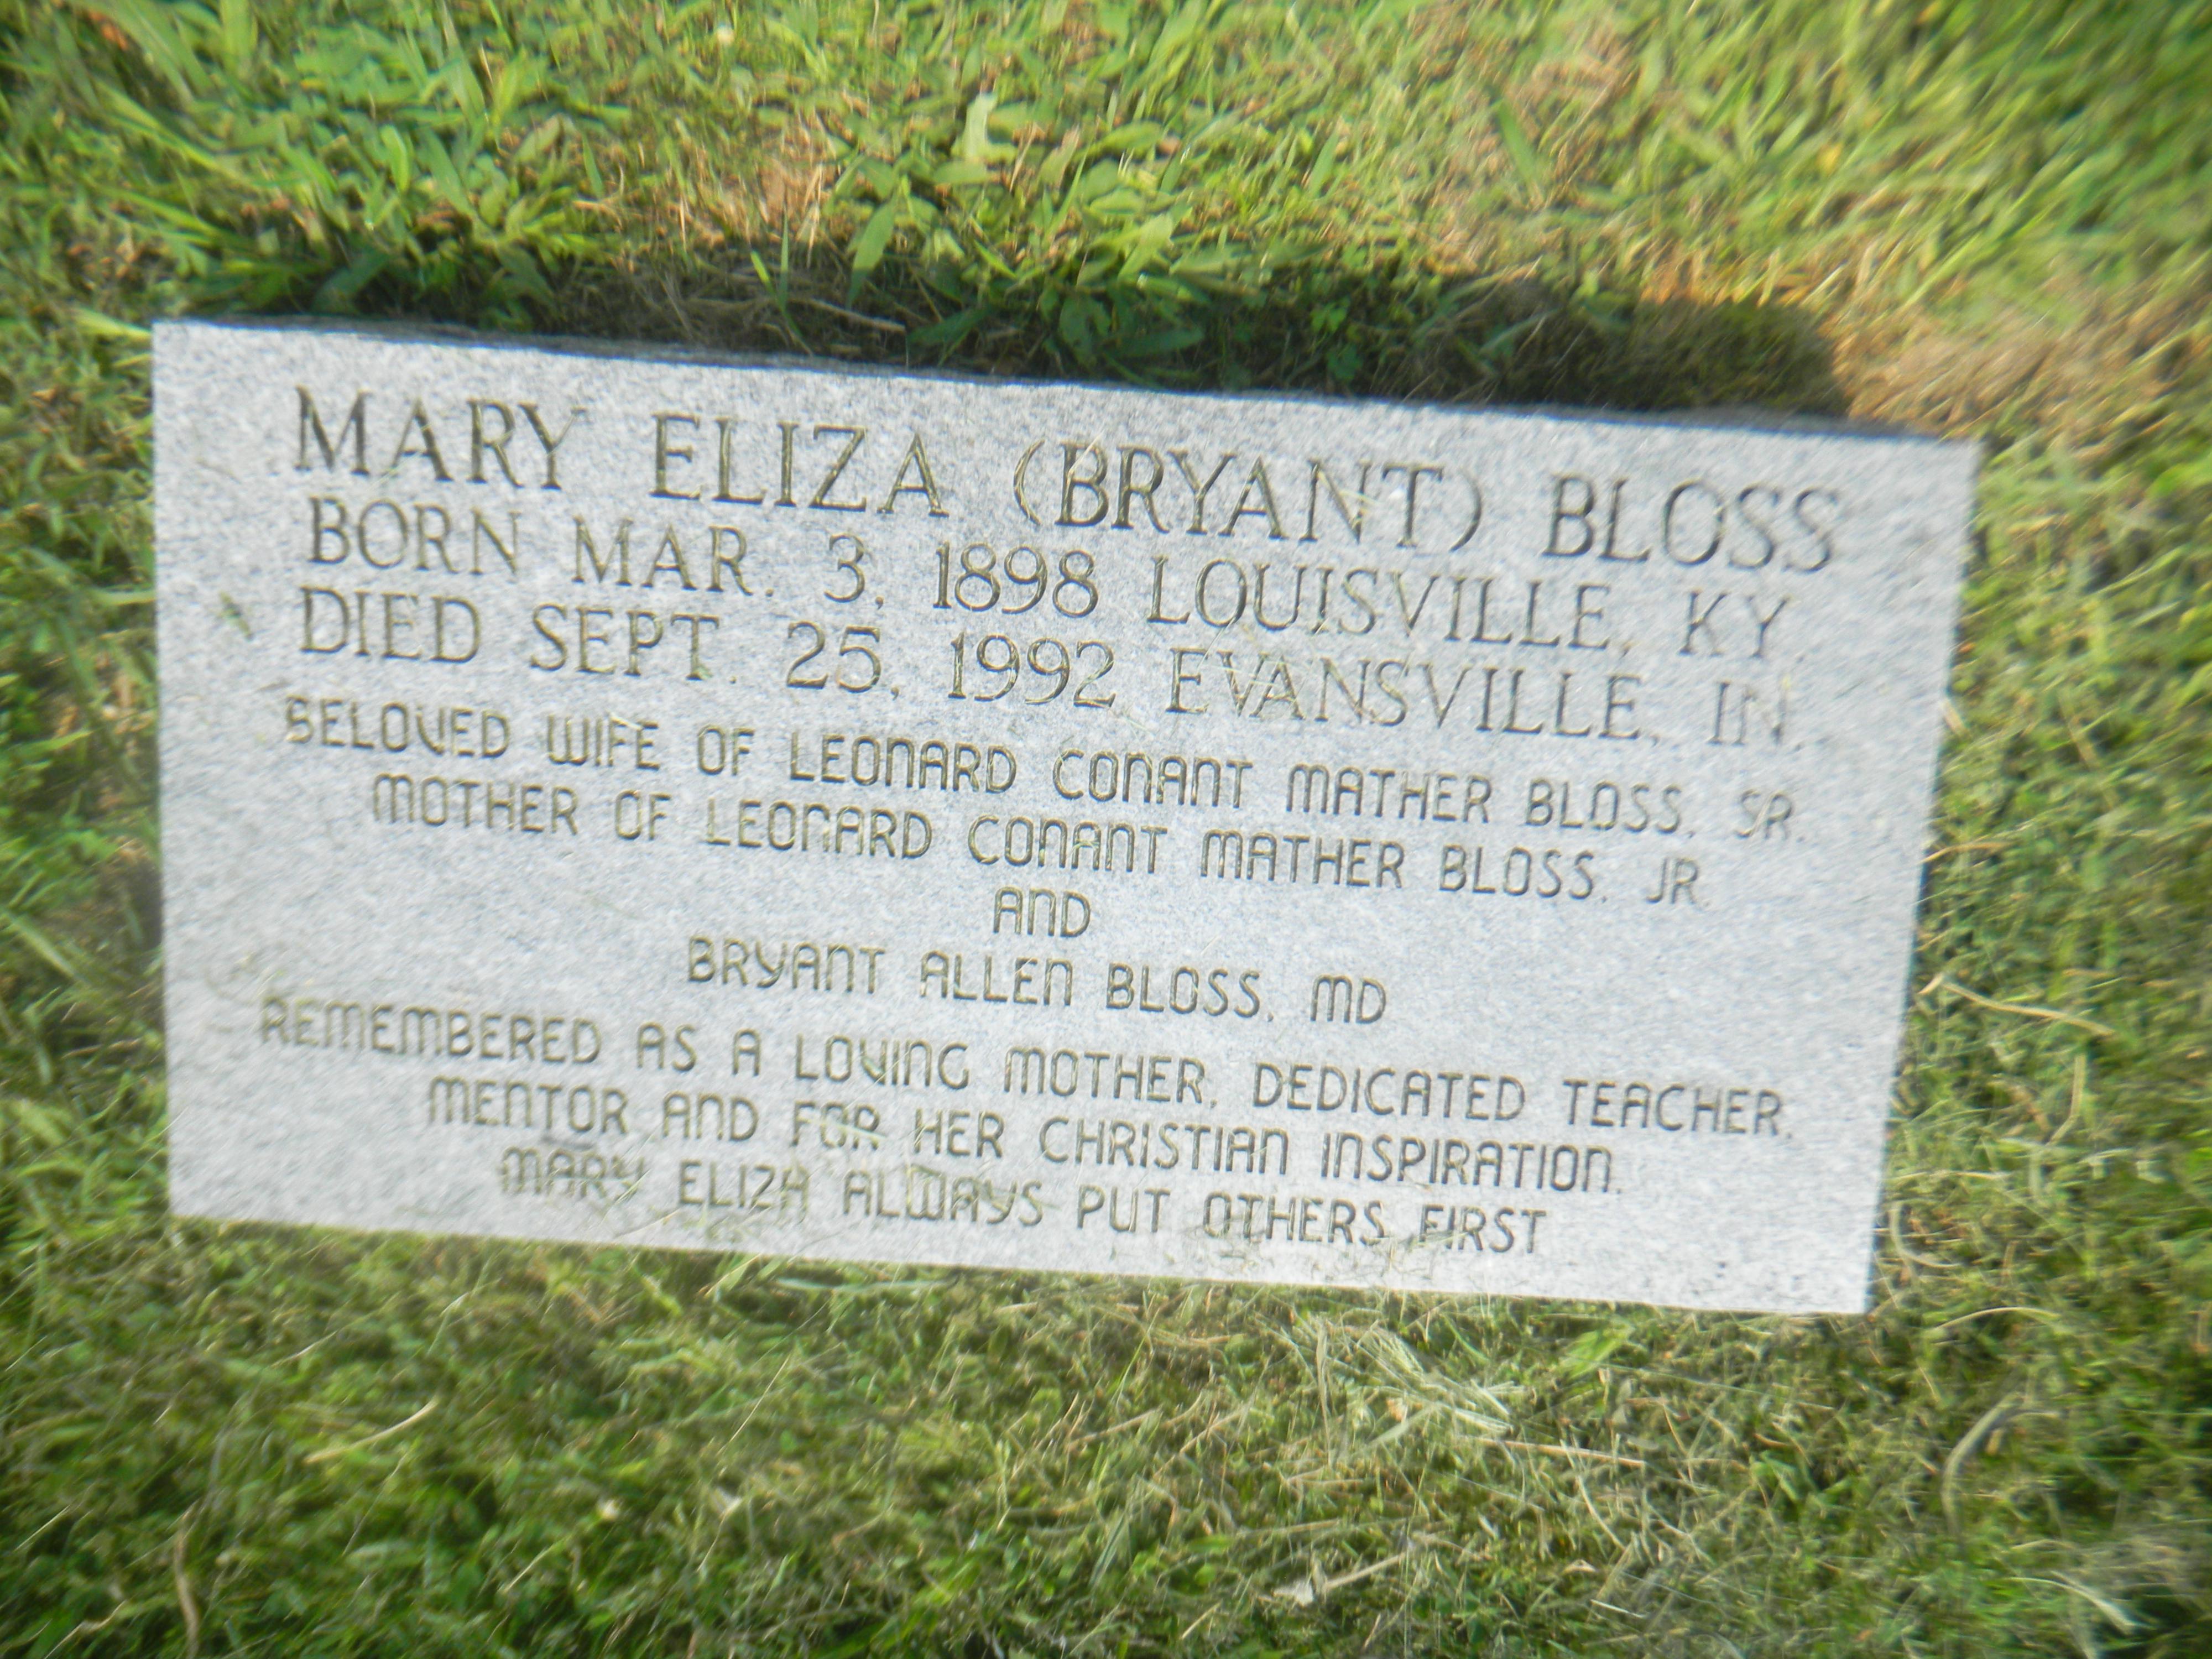 MARY ELIZA (BRYANT) BLOSS
BORN MAR. 3, 1898 LOUISVILLE, KY.
DIED SEPT. 25, 1992 EVANSVILLE, IN.
BELOVED WIFE OF LEONARD CONANT MATHER BLOSS, SR.
MOTHER OF LEONARD CONANT MATHER BLOSS, JR.
AND
BRYANT ALLEN BLOSS, MD
REMEMBERED AS A LOVING MOTHER, DEDICATED TEACHER,
MENTOR AND FOR HER CHRISTIAN INSPIRATION.
MARY ELIZA ALWAYS PUT OTHERS FIRST